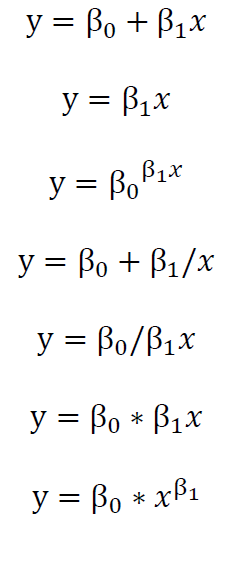 y = β₀ + β₁x
y = β₁x
y = β₀^(β₁x)
y = β₀ + β₁/x
y = β₀/β₁x
y = β₀ * β₁x
y = β₀ * x^β₁